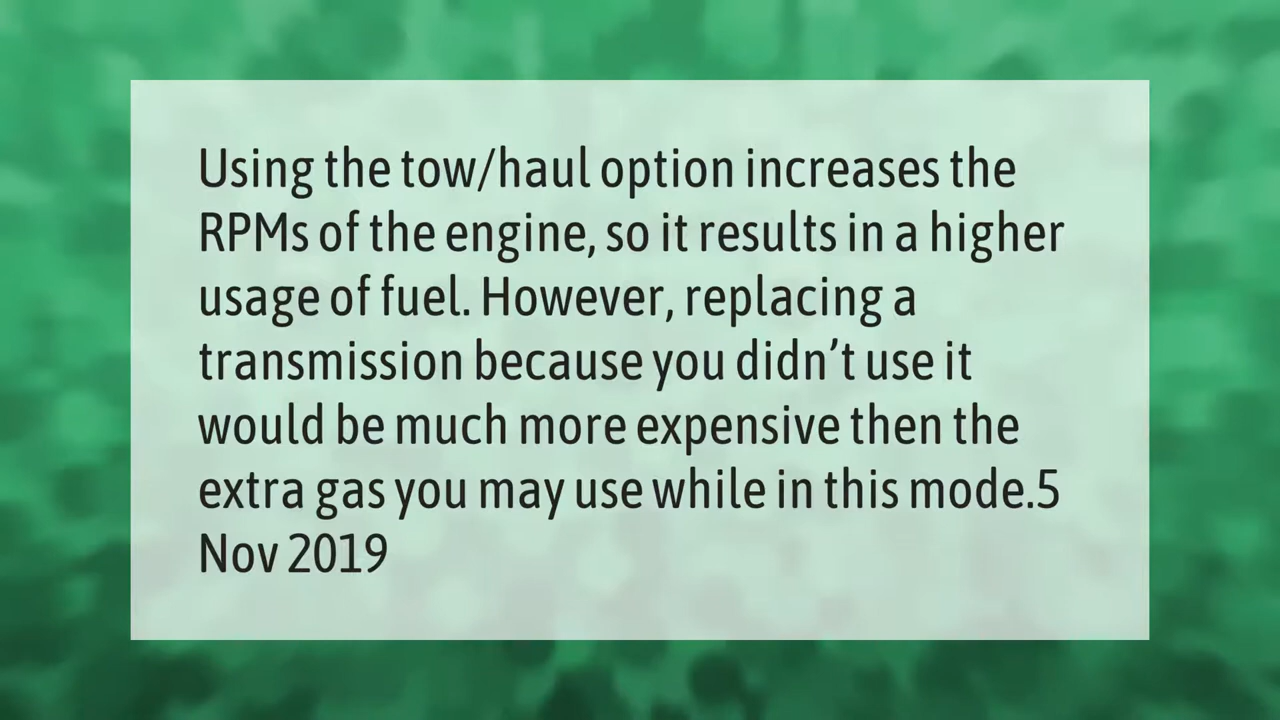 Using the tow/haul option increases the
RPMs of the engine, so it results in a higher
usage of fuel. However, replacing a
transmission because you didn’t use it
would be much more expensive then the
extra gas you may use while in this mode.5
Nov 2019